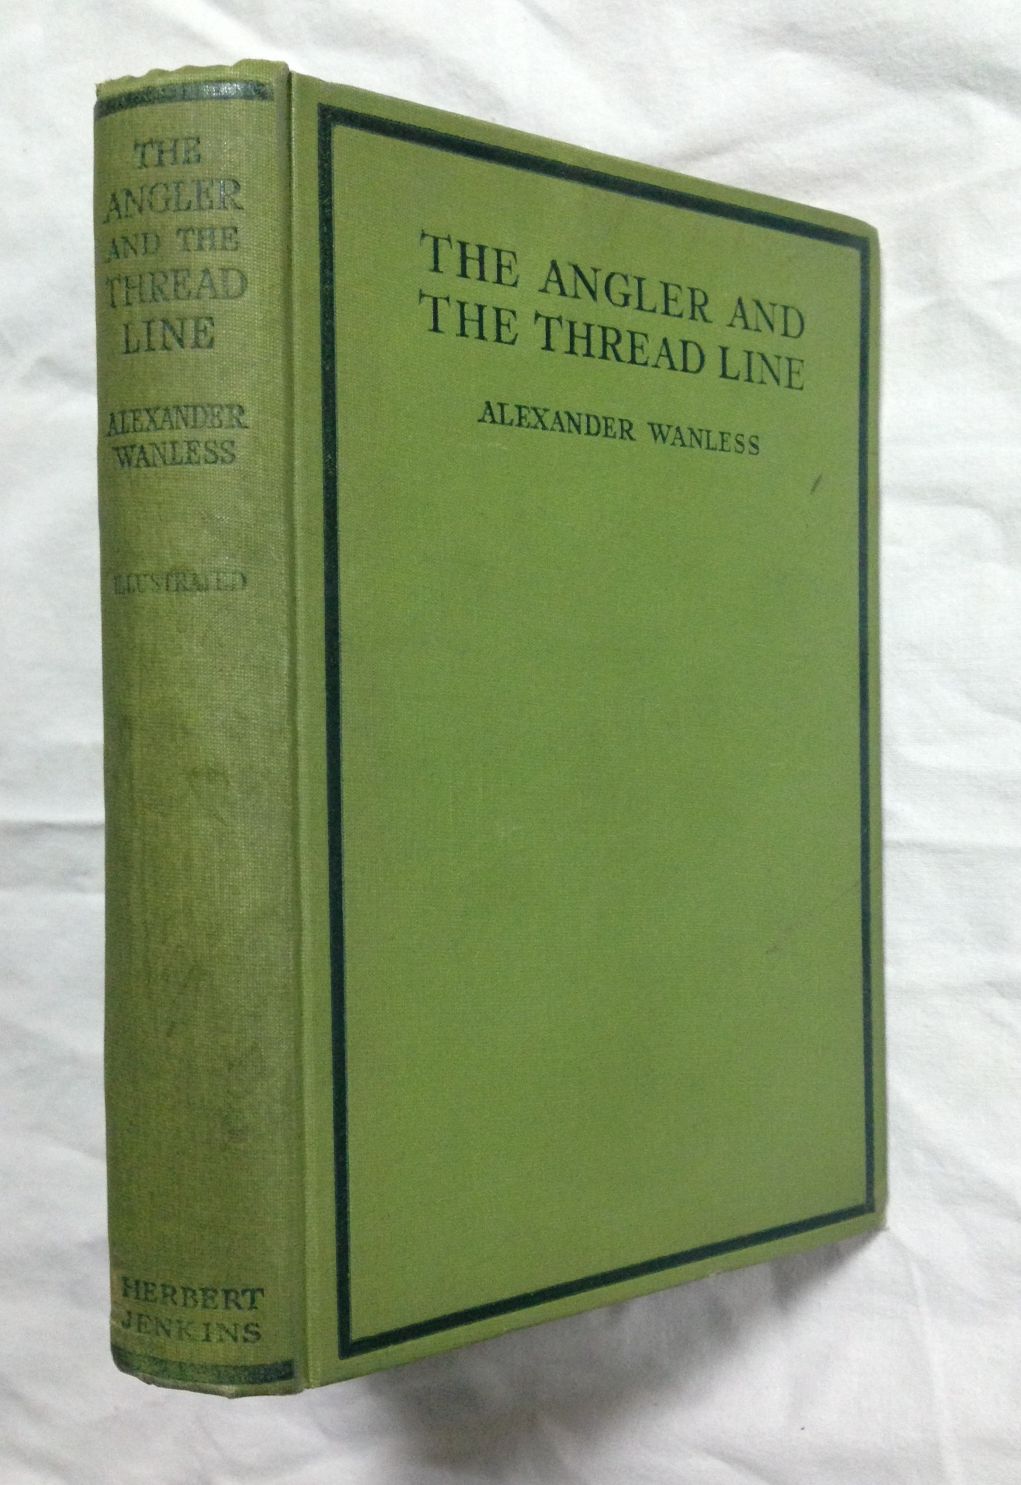 THE
ANGLER
AND THE
THREAD
LINE
ALEXANDER
WANLESS
ILLUSTRATED
HERBERT
JENKINS
THE ANGLER AND
THE THREAD LINE
ALEXANDER WANLESS